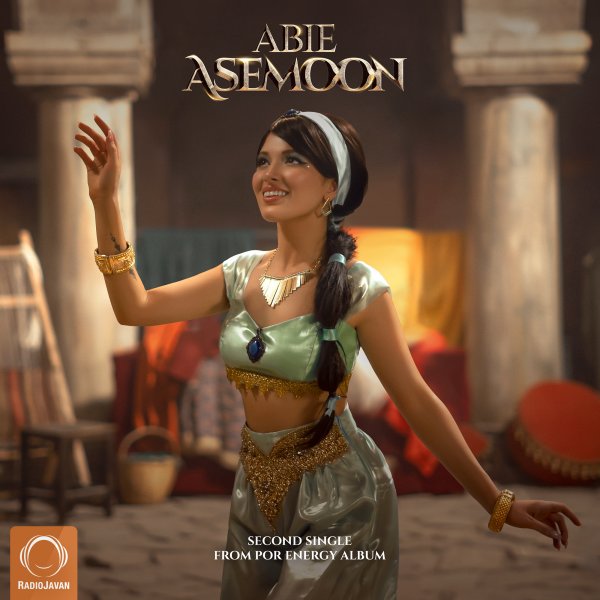 ABIE
ASEMOON
SECOND SINGLE
FROM POR ENERGY ALBUM
RADIOJAVAN